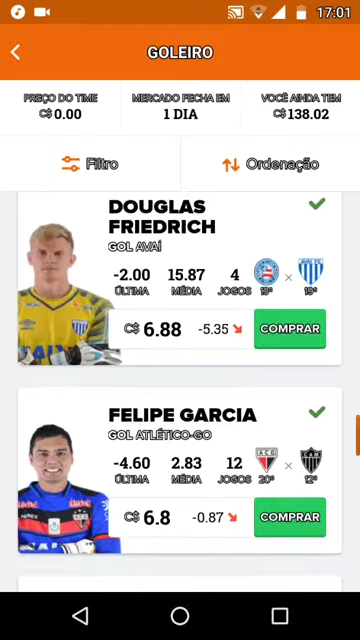 17:01
GOLEIRO
PREÇO DO TIME
C$ 0.00
MERCADO FECHA EM
1 DIA
VOCÊ AINDA TEM
C$ 138.02
Filtro
Ordenação
DOUGLAS
FRIEDRICH
GOL AVAÍ
-2.00 15.87 4
ÚLTIMA MÉDIA JOGOS
19º × 19º
C$ 6.88 -5.35 COMPRAR
FELIPE GARCIA
GOL ATLÉTICO-GO
-4.60 2.83 12
ÚLTIMA MÉDIA JOGOS
20º × 12º
C$ 6.8 -0.87 COMPRAR